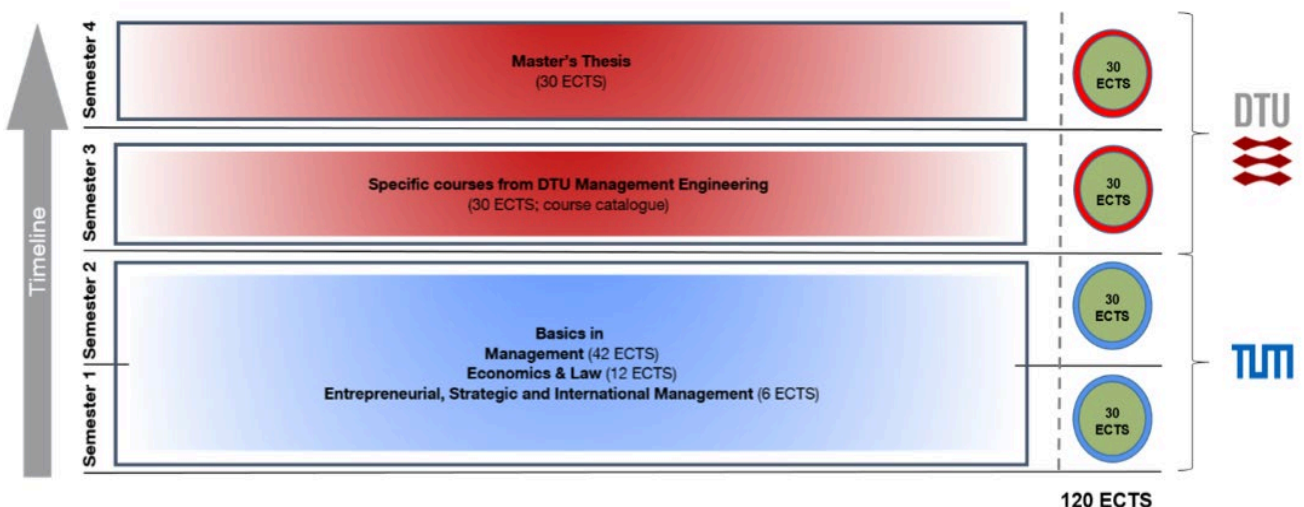 Timeline
Semester 4
Master's Thesis
(30 ECTS)
30
ECTS
DTU
Semester 3
Specific courses from DTU Management Engineering
(30 ECTS; course catalogue)
30
ECTS
Semester 2
Basics in
Management (42 ECTS)
Economics & Law (12 ECTS)
Entrepreneurial, Strategic and International Management (6 ECTS)
30
ECTS
TUM
Semester 1
30
ECTS
120 ECTS